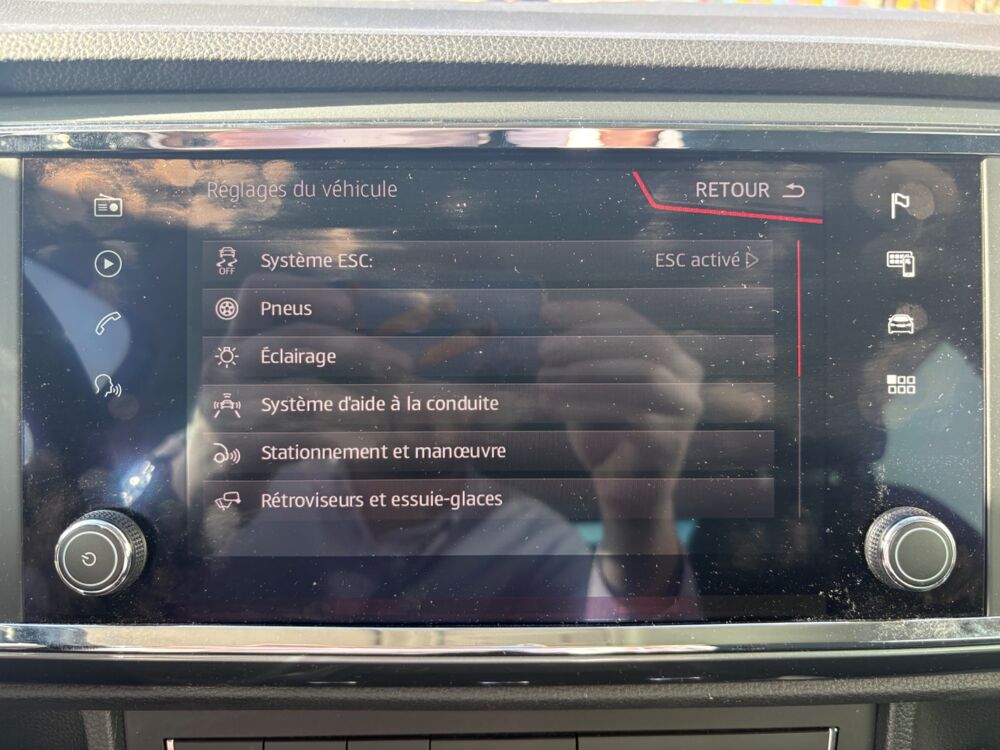 Réglages du véhicule
RETOUR
OFF
Système ESC:
ESC activé
Pneus
Éclairage
Système d'aide à la conduite
Stationnement et manœuvre
Rétroviseurs et essuie-glaces